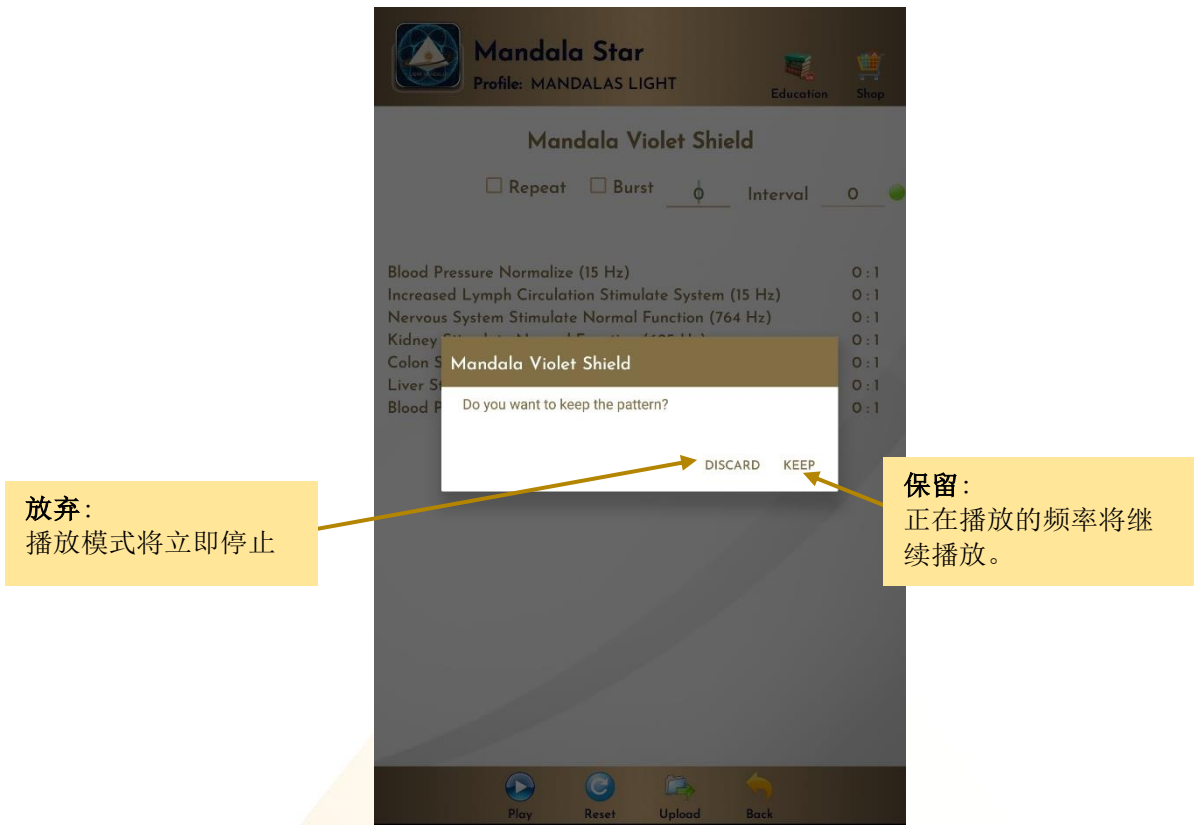 Mandala Star
Profile: MANDALAS LIGHT
Education
Shop
Mandala Violet Shield
Repeat
Burst
0
Interval
0
Blood Pressure Normalize (15 Hz)
0 : 1
Increased Lymph Circulation Stimulate System (15 Hz)
0 : 1
Nervous System Stimulate Normal Function (764 Hz)
0 : 1
Kidney
0 : 1
Colon S
0 : 1
Liver St
0 : 1
Blood P
0 : 1
Mandala Violet Shield
Do you want to keep the pattern?
DISCARD
KEEP
放弃：
播放模式将立即停止
保留：
正在播放的频率将继
续播放。
Play
Reset
Upload
Back